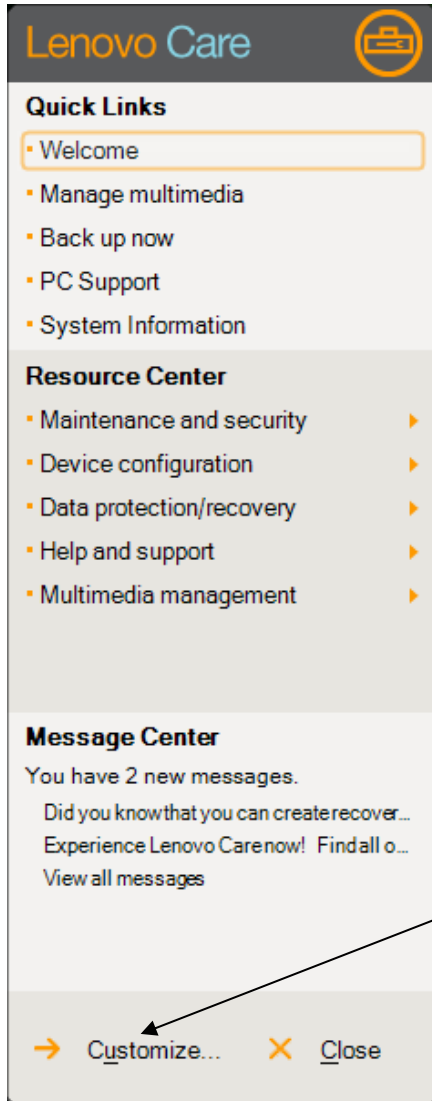 Lenovo Care
Quick Links
Welcome
Manage multimedia
Back up now
PC Support
System Information
Resource Center
Maintenance and security
Device configuration
Data protection/recovery
Help and support
Multimedia management
Message Center
You have 2 new messages.
Did you know that you can create recover...
Experience Lenovo Care now! Find all o...
View all messages
Customize... Close